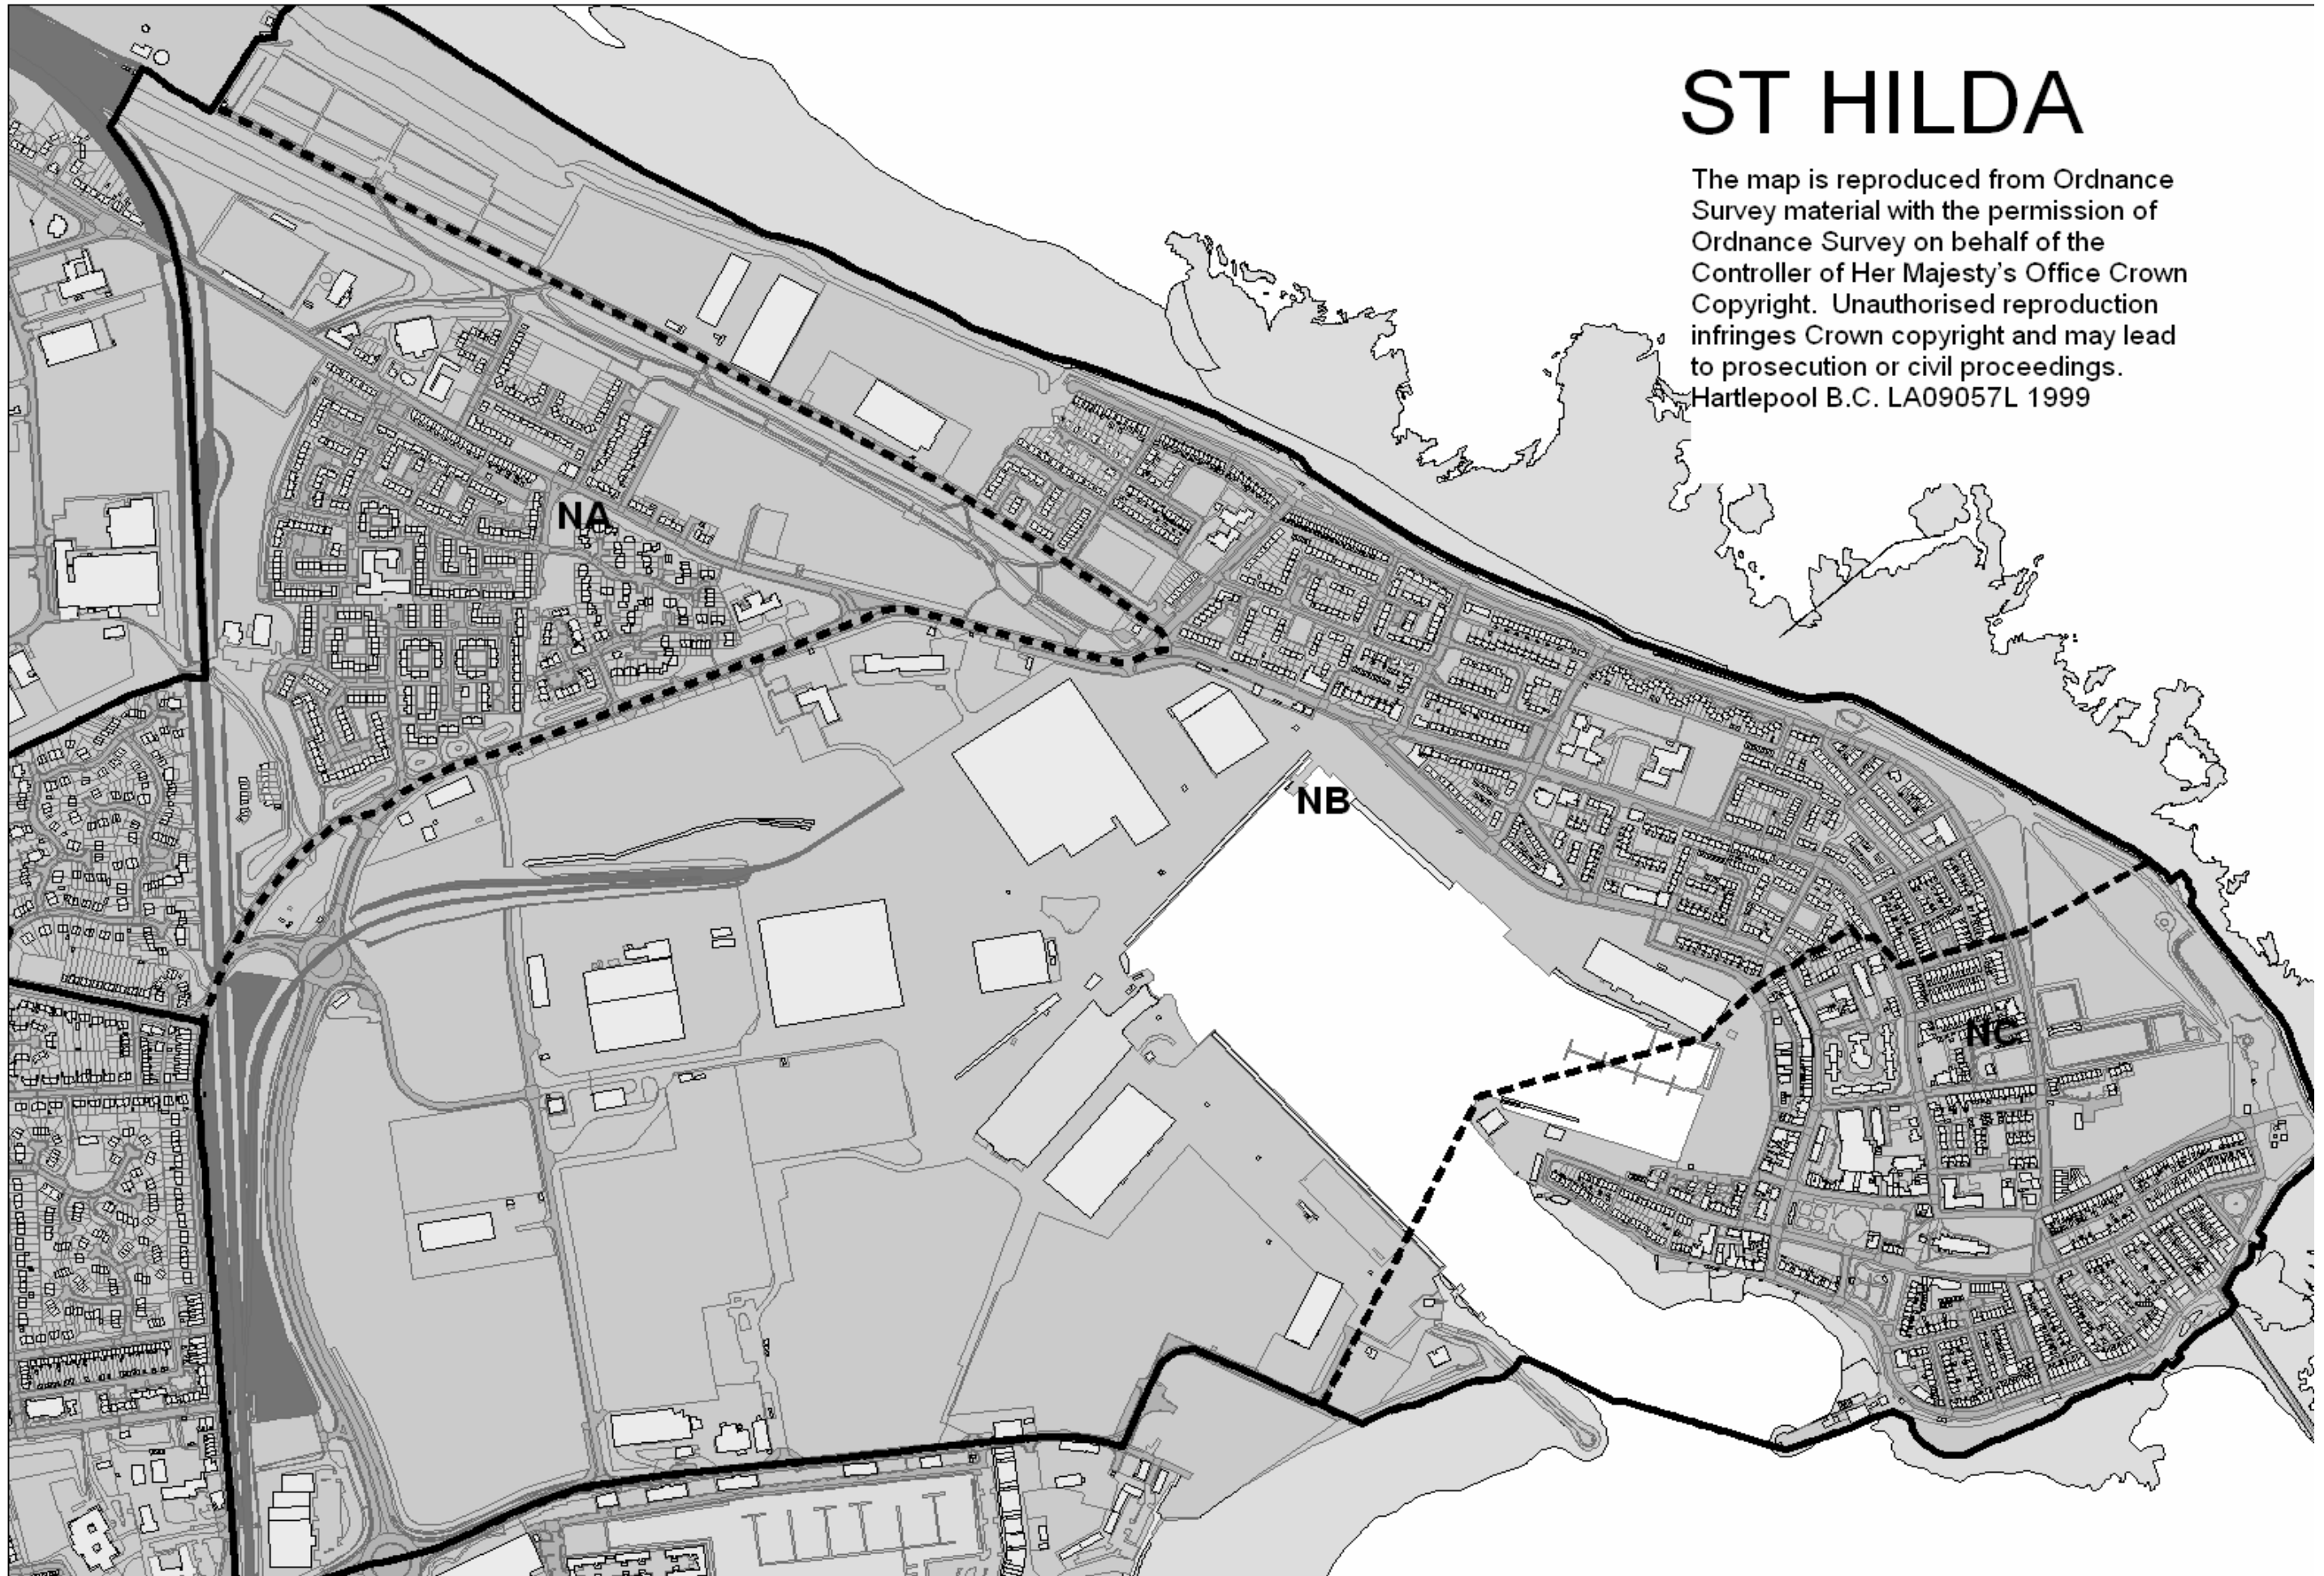 ST HILDA
The map is reproduced from Ordnance
Survey material with the permission of
Ordnance Survey on behalf of the
Controller of Her Majesty's Office Crown
Copyright. Unauthorised reproduction
infringes Crown copyright and may lead
to prosecution or civil proceedings.
Hartlepool B.C. LA09057L 1999
NA
NB
NC